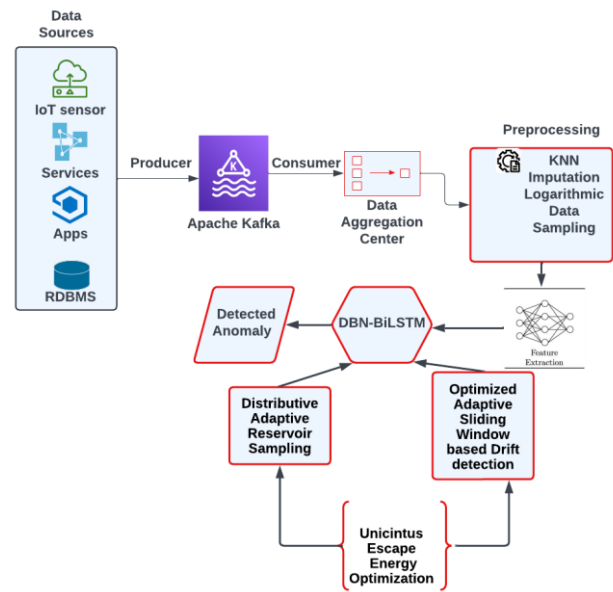 Data
Sources
IoT sensor
Services
Apps
RDBMS
Producer
K
Apache Kafka
Consumer
Data
Aggregation
Center
Preprocessing
KNN
Imputation
Logarithmic
Data
Sampling
Feature
Extraction
DBN-BiLSTM
Detected
Anomaly
Distributive
Adaptive
Reservoir
Sampling
Optimized
Adaptive
Sliding
Window
based Drift
detection
Unicintus
Escape
Energy
Optimization